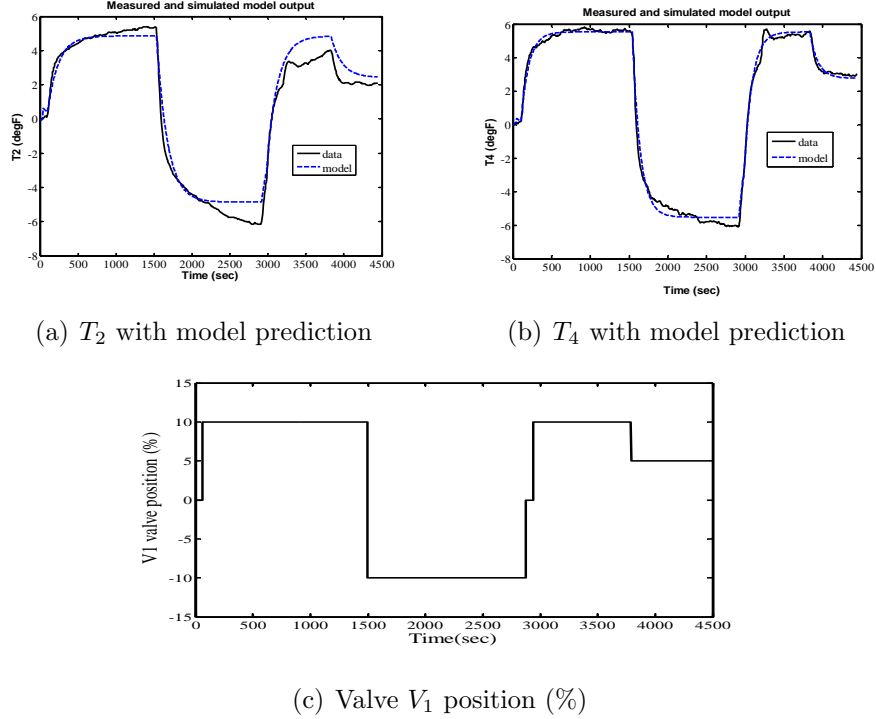 Measured and simulated model output
6
4
2
0
-2
-4
-6
-8
T2 (degF)
data
model
0 500 1000 1500 2000 2500 3000 3500 4000 4500
Time (sec)
Measured and simulated model output
6
4
2
0
-2
-4
-6
-8
T4 (degF)
data
model
0 500 1000 1500 2000 2500 3000 3500 4000 4500
Time (sec)
(a) T₂ with model prediction
(b) T₄ with model prediction
15
10
5
0
-5
-10
-15
V1 valve position (%)
0 500 1000 1500 2000 2500 3000 3500 4000 4500
Time(sec)
(c) Valve V₁ position (%)